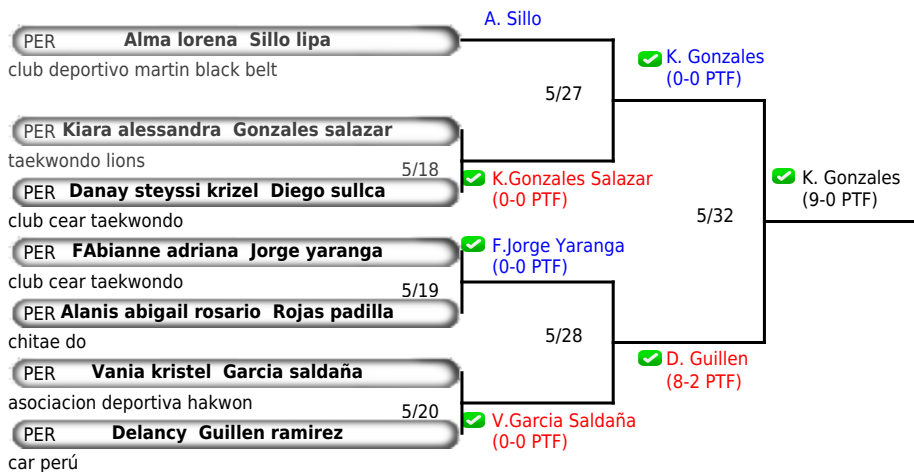 A. Sillo
PER Alma lorena Sillo lipa
club deportivo martin black belt
K. Gonzales
(0-0 PTF)
5/27
PER Kiara alessandra Gonzales salazar
taekwondo lions
5/18
K.Gonzales Salazar
(0-0 PTF)
K. Gonzales
(9-0 PTF)
PER Danay steyssi krizel Diego sullca
club cear taekwondo
5/32
PER FAbianne adriana Jorge yaranga
F.Jorge Yaranga
(0-0 PTF)
club cear taekwondo
5/19
PER Alanis abigail rosario Rojas padilla
chitae do
5/28
D. Guillen
(8-2 PTF)
PER Vania kristel Garcia saldaña
asociacion deportiva hakwon
5/20
V.Garcia Saldaña
(0-0 PTF)
PER Delancy Guillen ramirez
car perú